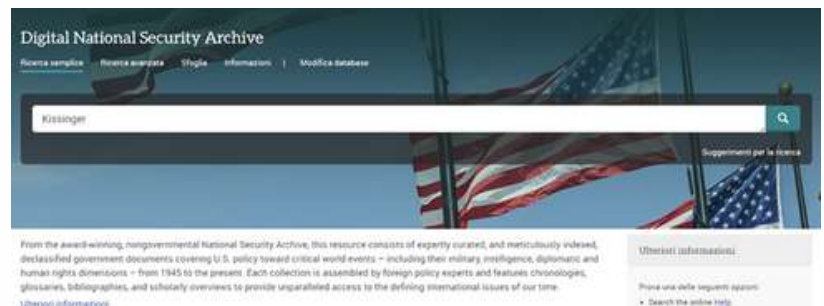 Digital National Security Archive
Ricerca semplice Ricerca avanzata Sfoglia Informazioni | Modifica database
Kissinger
Suggerimenti per la ricerca
From the award-winning, nongovernmental National Security Archive, this resource consists of expertly curated, and meticulously indexed,
declassified government documents covering U.S. policy toward critical world events – including their military, intelligence, diplomatic and
human rights dimensions – from 1945 to the present. Each collection is assembled by foreign policy experts and features chronologies,
glossaries, bibliographies, and scholarly overviews to provide unparalleled access to the defining international issues of our time.
Ulteriori informazioni
Ulteriori informazioni
Prova una delle seguenti opzioni:
• Search the online Help.